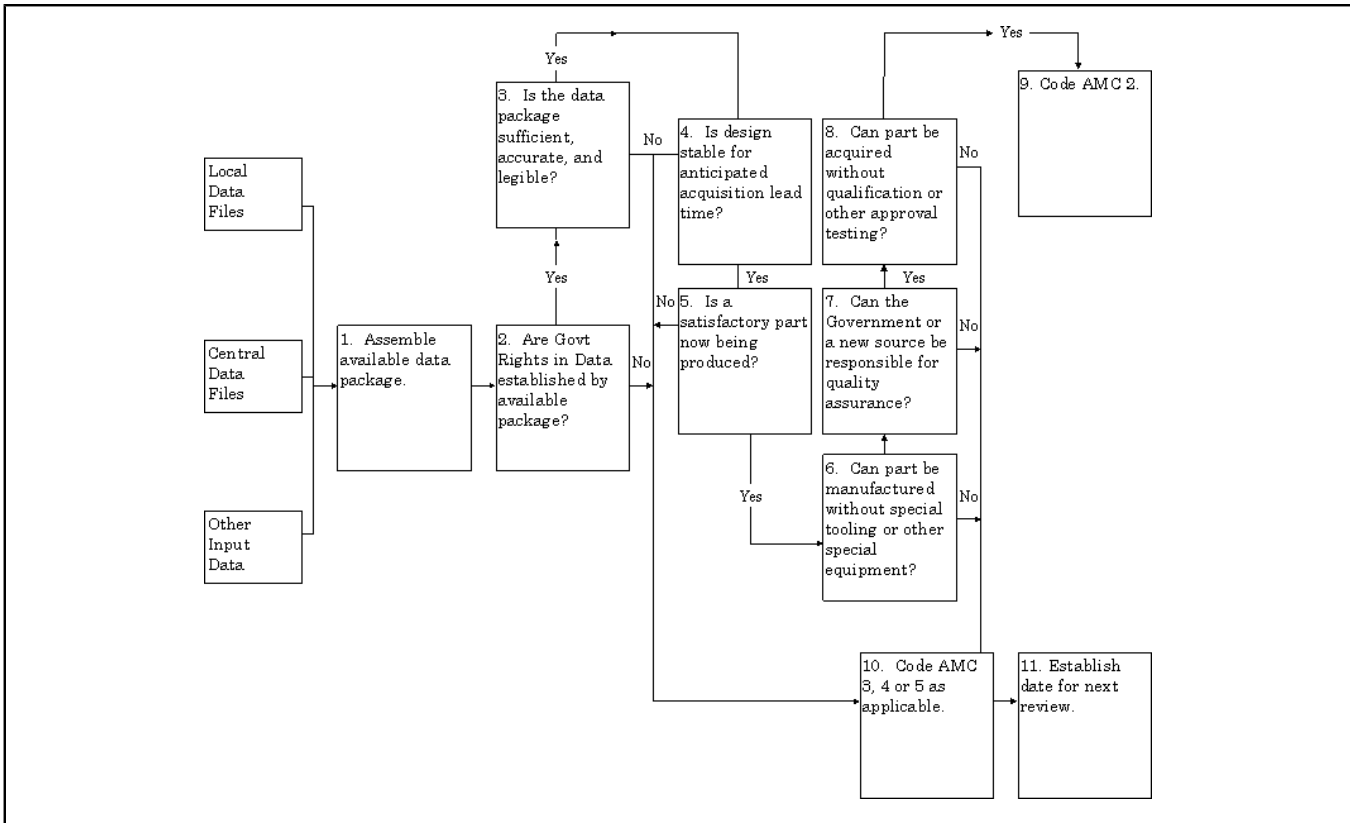 Local
Data
Files
Central
Data
Files
Other
Input
Data
1. Assemble
available data
package.
2. Are Govt
Rights in Data
established by
available
package?
No
Yes
3. Is the data
package
sufficient,
accurate, and
legible?
Yes
No
4. Is design
stable for
anticipated
acquisition lead
time?
Yes
No
5. Is a
satisfactory part
now being
produced?
Yes
6. Can part be
manufactured
without special
tooling or other
special
equipment?
No
7. Can the
Government or
a new source be
responsible for
quality
assurance?
No
Yes
8. Can part be
acquired
without
qualification or
other approval
testing?
No
Yes
9. Code AMC 2.
10. Code AMC
3, 4 or 5 as
applicable.
11. Establish
date for next
review.